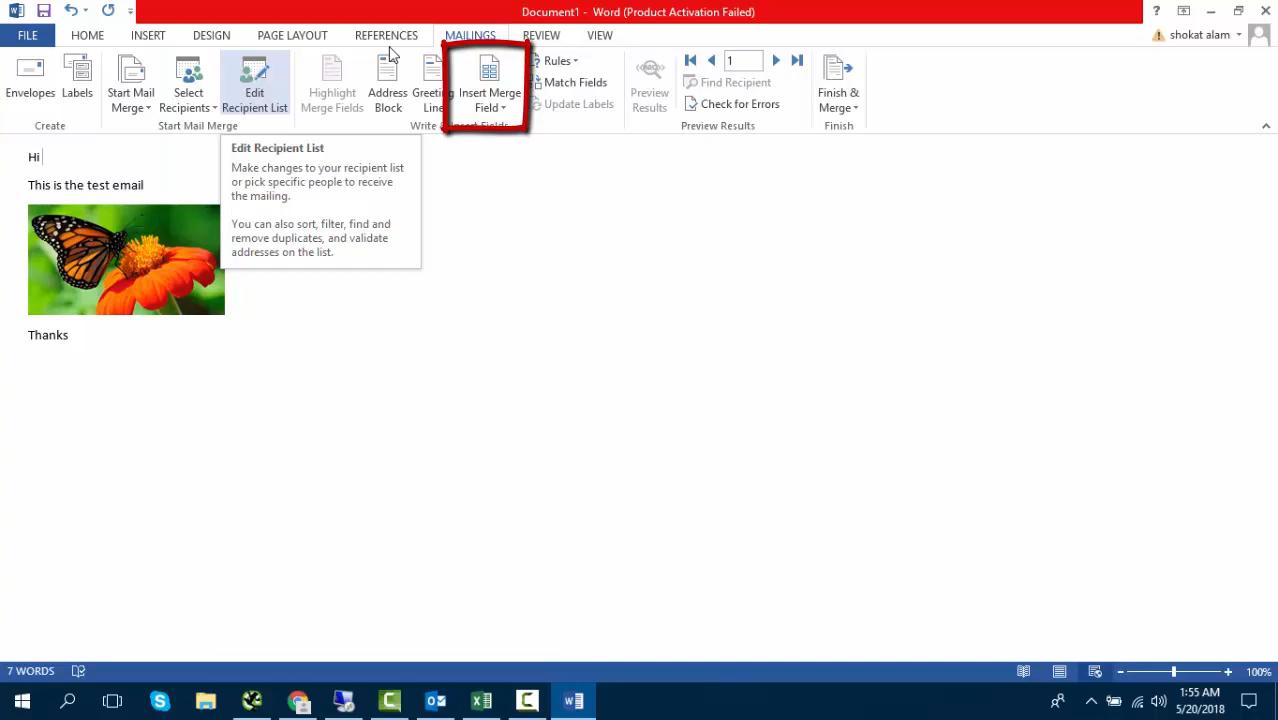 Document1 - Word (Product Activation Failed)
FILE HOME INSERT DESIGN PAGE LAYOUT REFERENCES MAILINGS REVIEW VIEW shokat alam
Envelopes
Labels
Start Mail
Merge
Select
Recipients
Edit
Recipient List
Highlight
Merge Fields
Address
Block
Greeting
Line
Insert Merge
Field
Rules
Match Fields
Update Labels
Preview
Results
1
Find Recipient
Check for Errors
Finish &
Merge
Create Start Mail Merge Write & Insert Fields Preview Results Finish
Hi
This is the test email
Thanks
Edit Recipient List
Make changes to your recipient list
or pick specific people to receive
the mailing.
You can also sort, filter, find and
remove duplicates, and validate
addresses on the list.
7 WORDS
100%
1:55 AM
5/20/2018